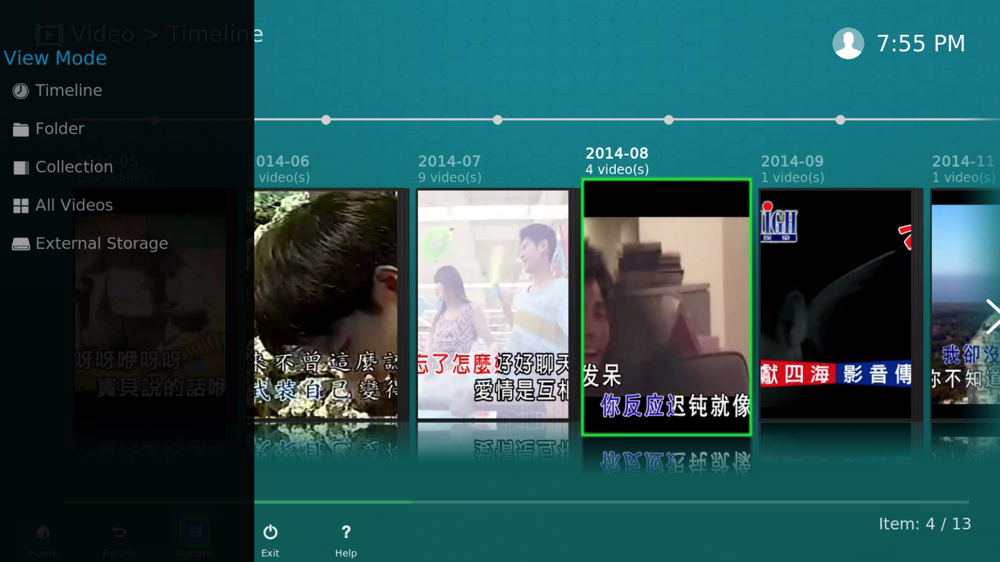 Video > Timeline
7:55 PM
View Mode
Timeline
Folder
Collection
All Videos
External Storage
2014-05
130 video(s)
2014-06
2 video(s)
2014-07
9 video(s)
2014-08
4 video(s)
2014-09
1 video(s)
2014-11
1 video(s)
呀呀咿呀呀
寶貝説的話咿
來不曾這麼
武裝自己變得
忘了怎麼好好聊天
愛情是互相
发呆
你反应迟钝就像
HIGH
獻四海 影音傳
我卻沒
你不知道
Item: 4 / 13
Home
Return
Options
Exit
? Help